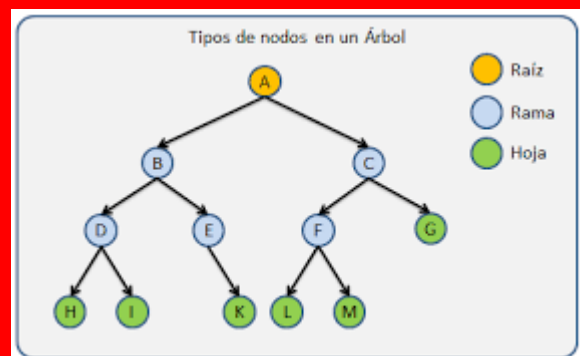 Tipos de nodos en un Árbol
Raíz
Rama
Hoja
A
B C
D E F G
H I K L M